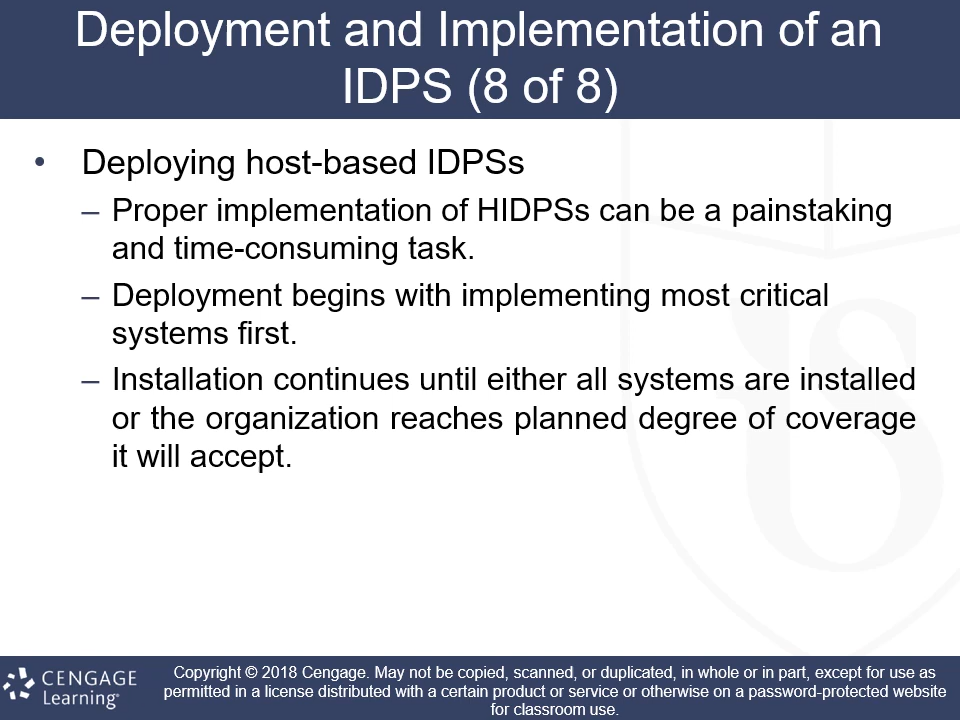 Deployment and Implementation of an
IDPS (8 of 8)
• Deploying host-based IDPSs
– Proper implementation of HIDPSs can be a painstaking
and time-consuming task.
– Deployment begins with implementing most critical
systems first.
– Installation continues until either all systems are installed
or the organization reaches planned degree of coverage
it will accept.
CENGAGE
Learning®
Copyright © 2018 Cengage. May not be copied, scanned, or duplicated, in whole or in part, except for use as
permitted in a license distributed with a certain product or service or otherwise on a password-protected website
for classroom use.